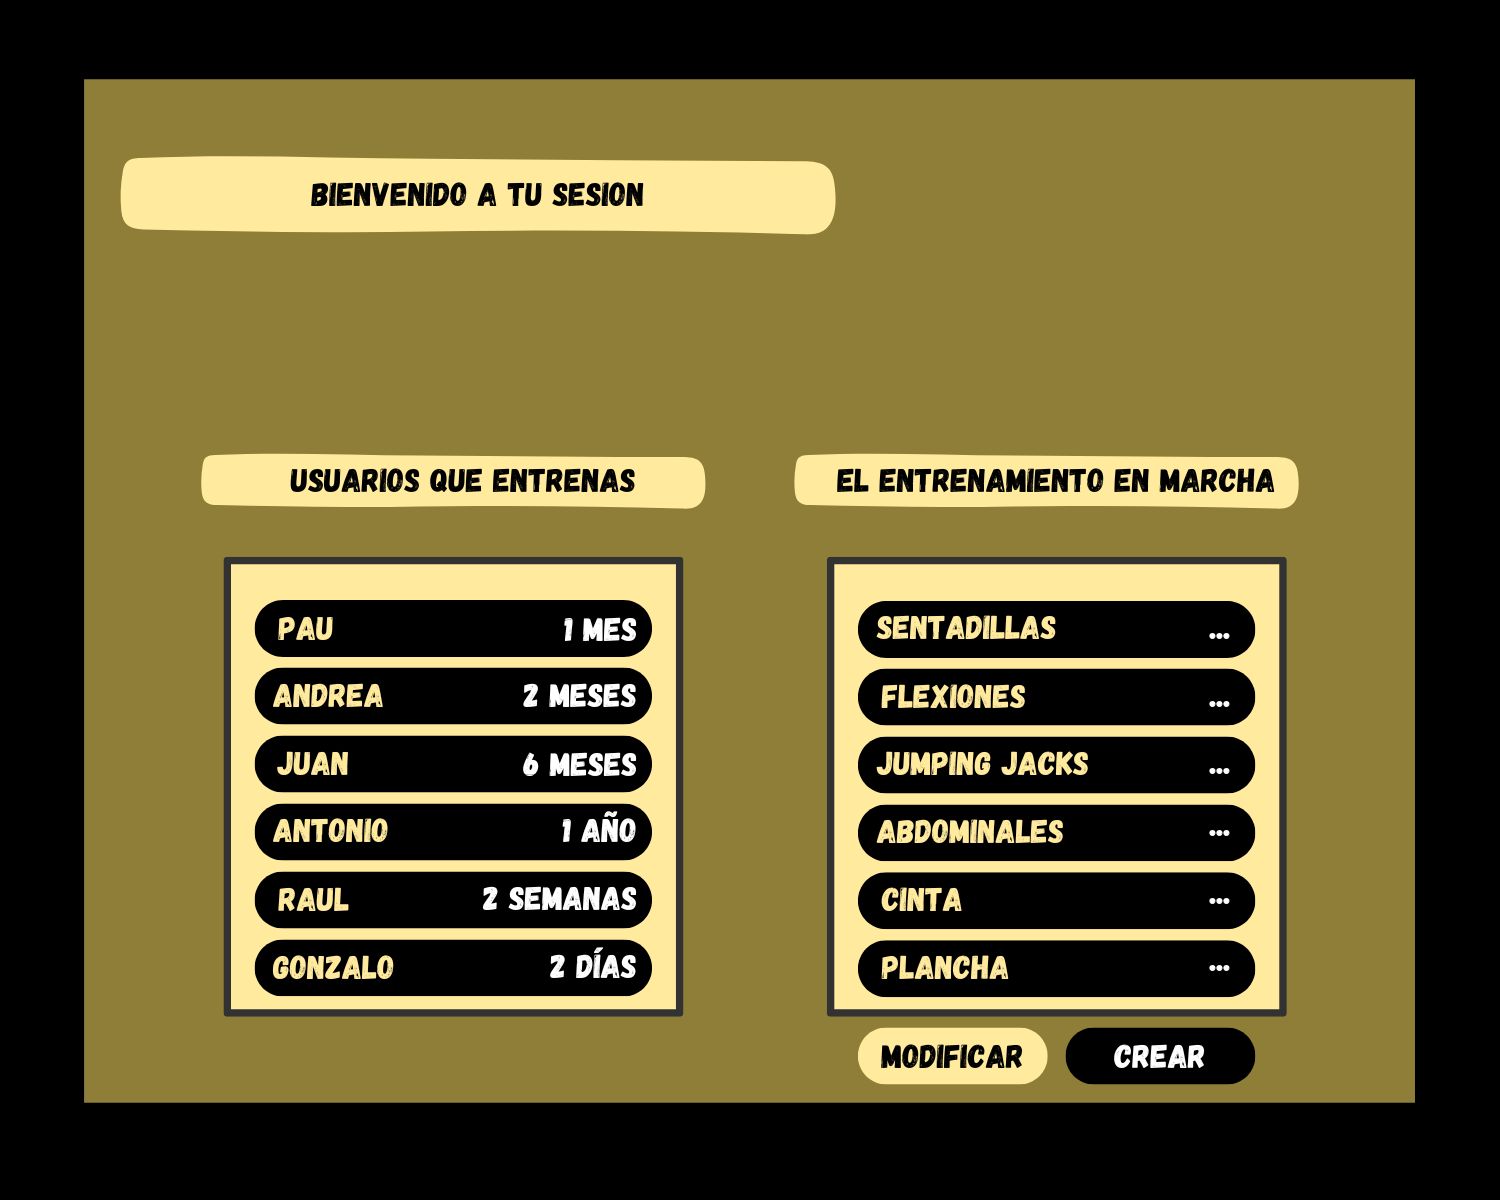 BIENVENIDO A TU SESION
USUARIOS QUE ENTRENAS
PAU 1 MES
ANDREA 2 MESES
JUAN 6 MESES
ANTONIO 1 AÑO
RAUL 2 SEMANAS
GONZALO 2 DÍAS
EL ENTRENAMIENTO EN MARCHA
SENTADILLAS ...
FLEXIONES ...
JUMPING JACKS ...
ABDOMINALES ...
CINTA ...
PLANCHA ...
MODIFICAR CREAR